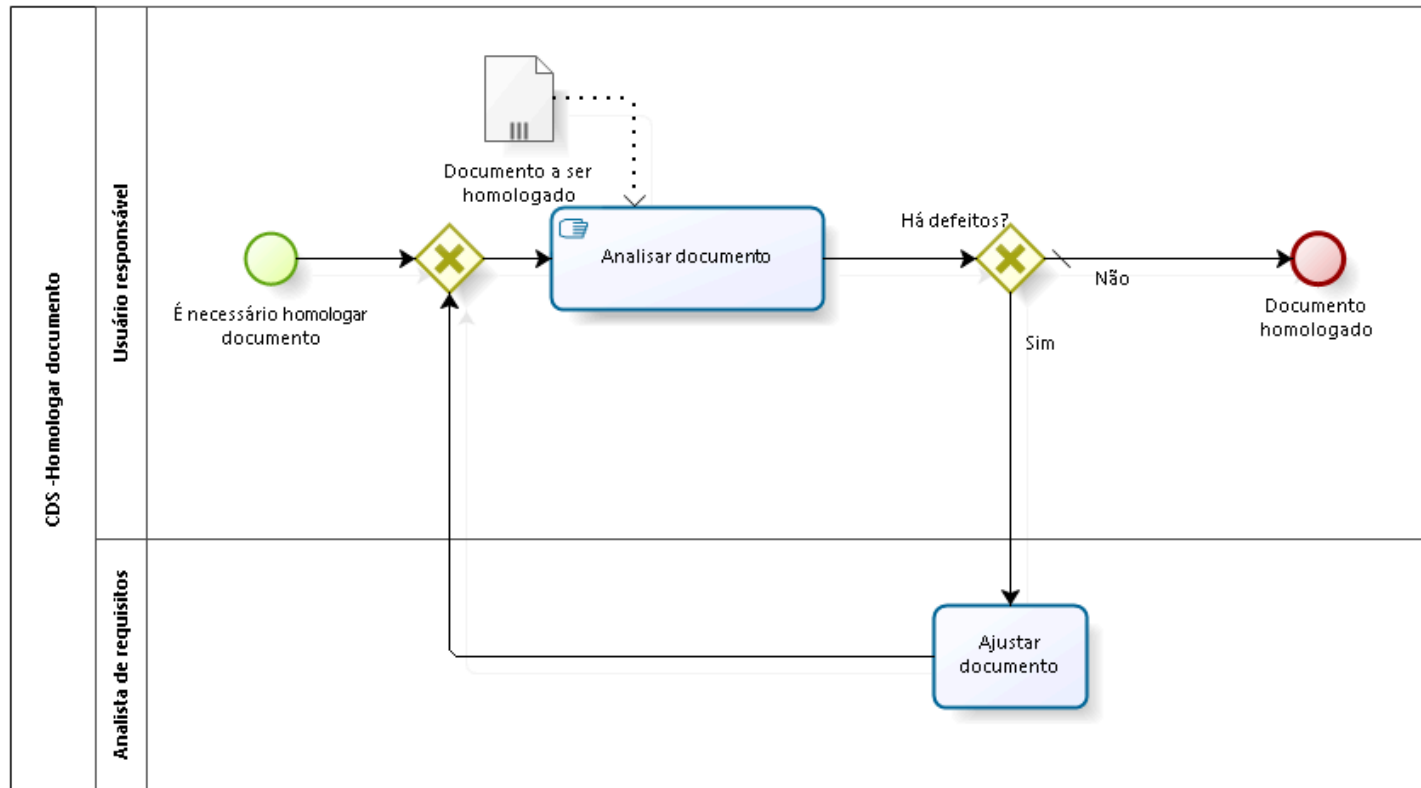 CDS -Homologar documento
Usuário responsável
Documento a ser
homologado
É necessário homologar
documento
Analisar documento
Há defeitos?
Não
Sim
Documento
homologado
Analista de requisitos
Ajustar
documento